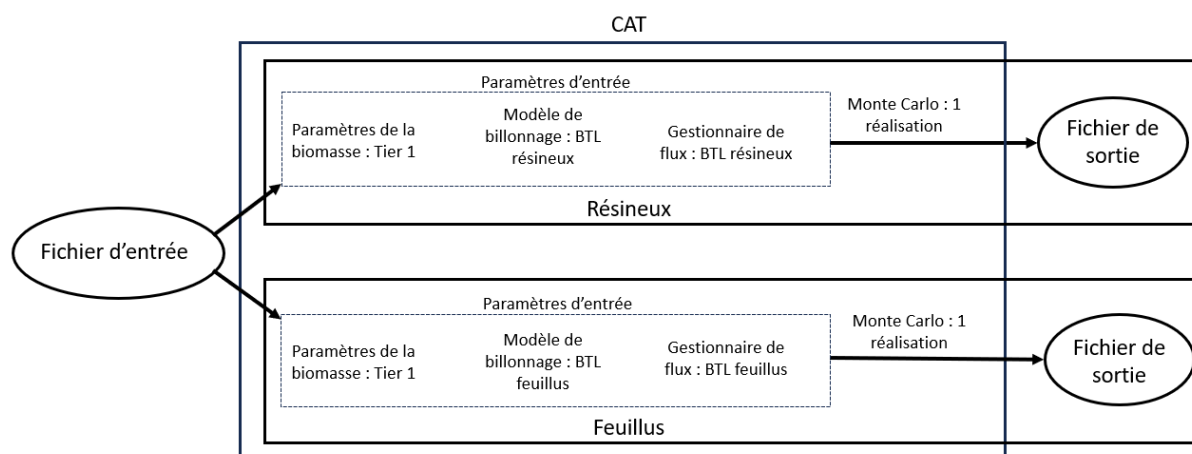 CAT
Paramètres d'entrée
Paramètres de la
biomasse : Tier 1
Modèle de
billonnage : BTL
résineux
Gestionnaire de
flux : BTL résineux
Monte Carlo : 1
réalisation
Fichier de
sortie
Résineux
Fichier d'entrée
Paramètres d'entrée
Paramètres de la
biomasse : Tier 1
Modèle de
billonnage : BTL
feuillus
Gestionnaire de
flux : BTL feuillus
Monte Carlo : 1
réalisation
Fichier de
sortie
Feuillus